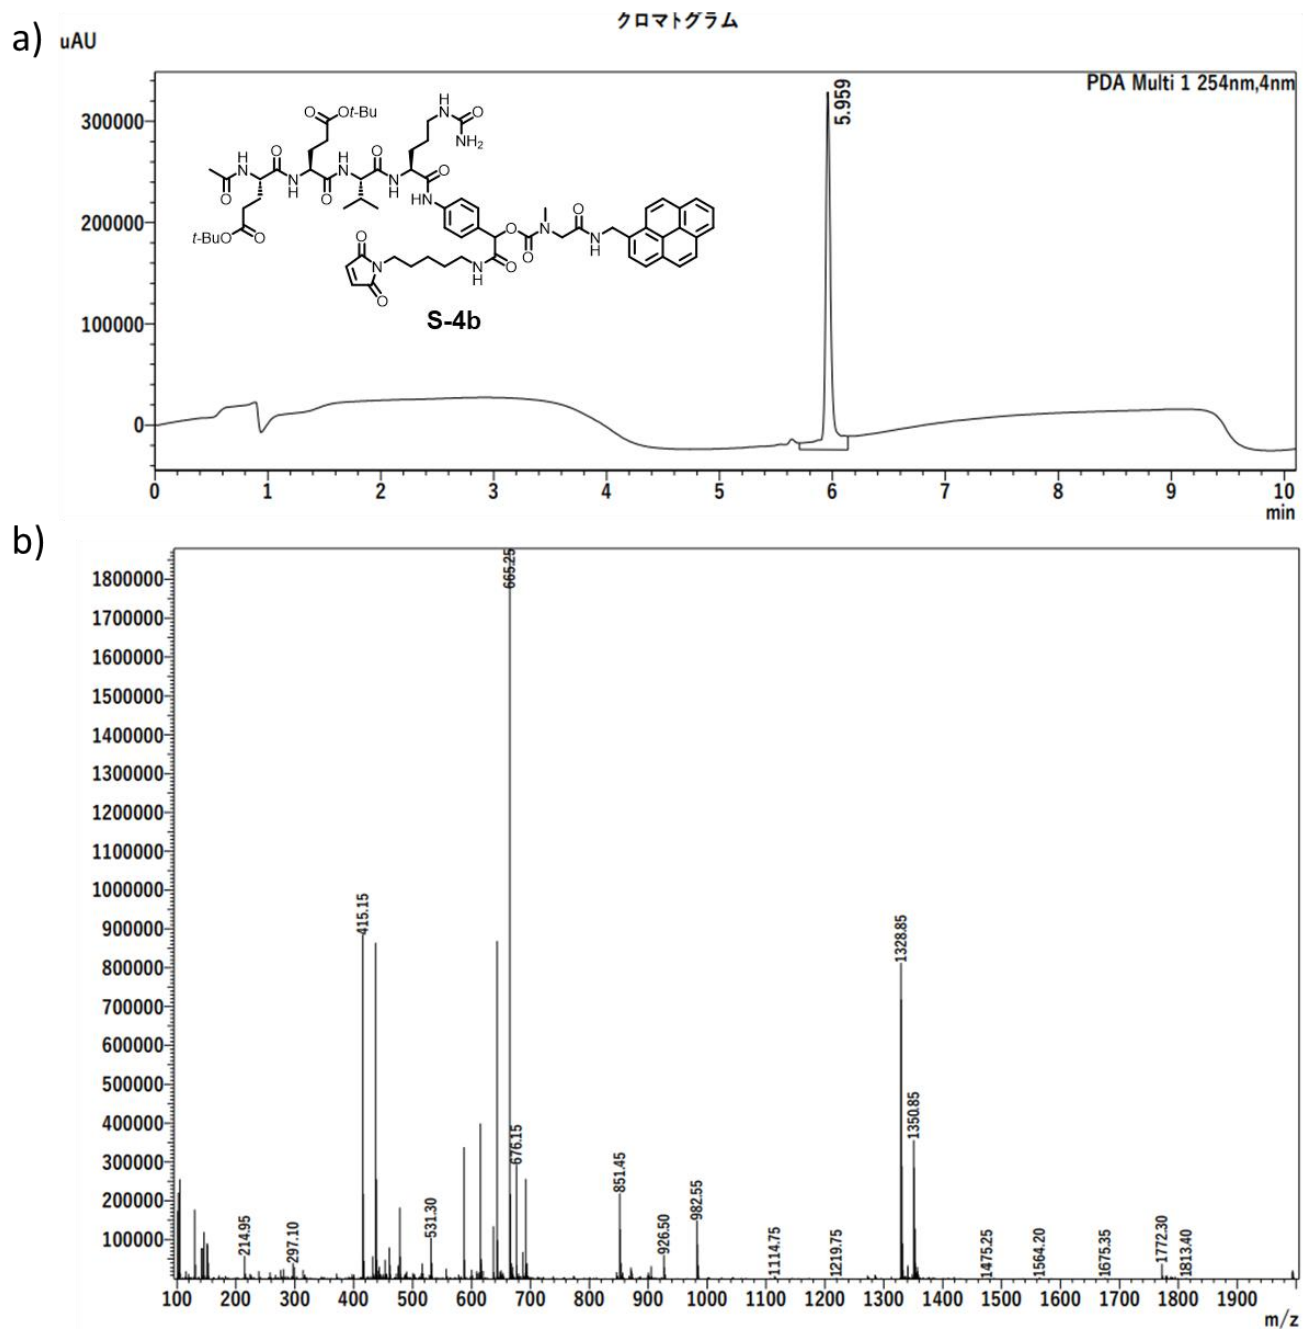 クロマトグラム
a)
uAU
PDA Multi 1 254nm,4nm
5.959
300000
200000
100000
0
0 1 2 3 4 5 6 7 8 9 10
min
O
Ot-Bu
H
N
O
NH2
H
N
O
O
N
H
H
N
O
O
N
H
O
O
HN
t-BuO
O
O
N
O
O
N
O
O
N
H
N
H
O
S-4b
b)
1800000
1700000
1600000
1500000
1400000
1300000
1200000
1100000
1000000
900000
800000
700000
600000
500000
400000
300000
200000
100000
665.25
415.15
1328.85
1350.85
676.15
851.45
982.55
531.30
926.50
214.95
297.10
1114.75
1219.75
1475.25
1564.20
1675.35
1772.30
1813.40
100 200 300 400 500 600 700 800 900 1000 1100 1200 1300 1400 1500 1600 1700 1800 1900
m/z